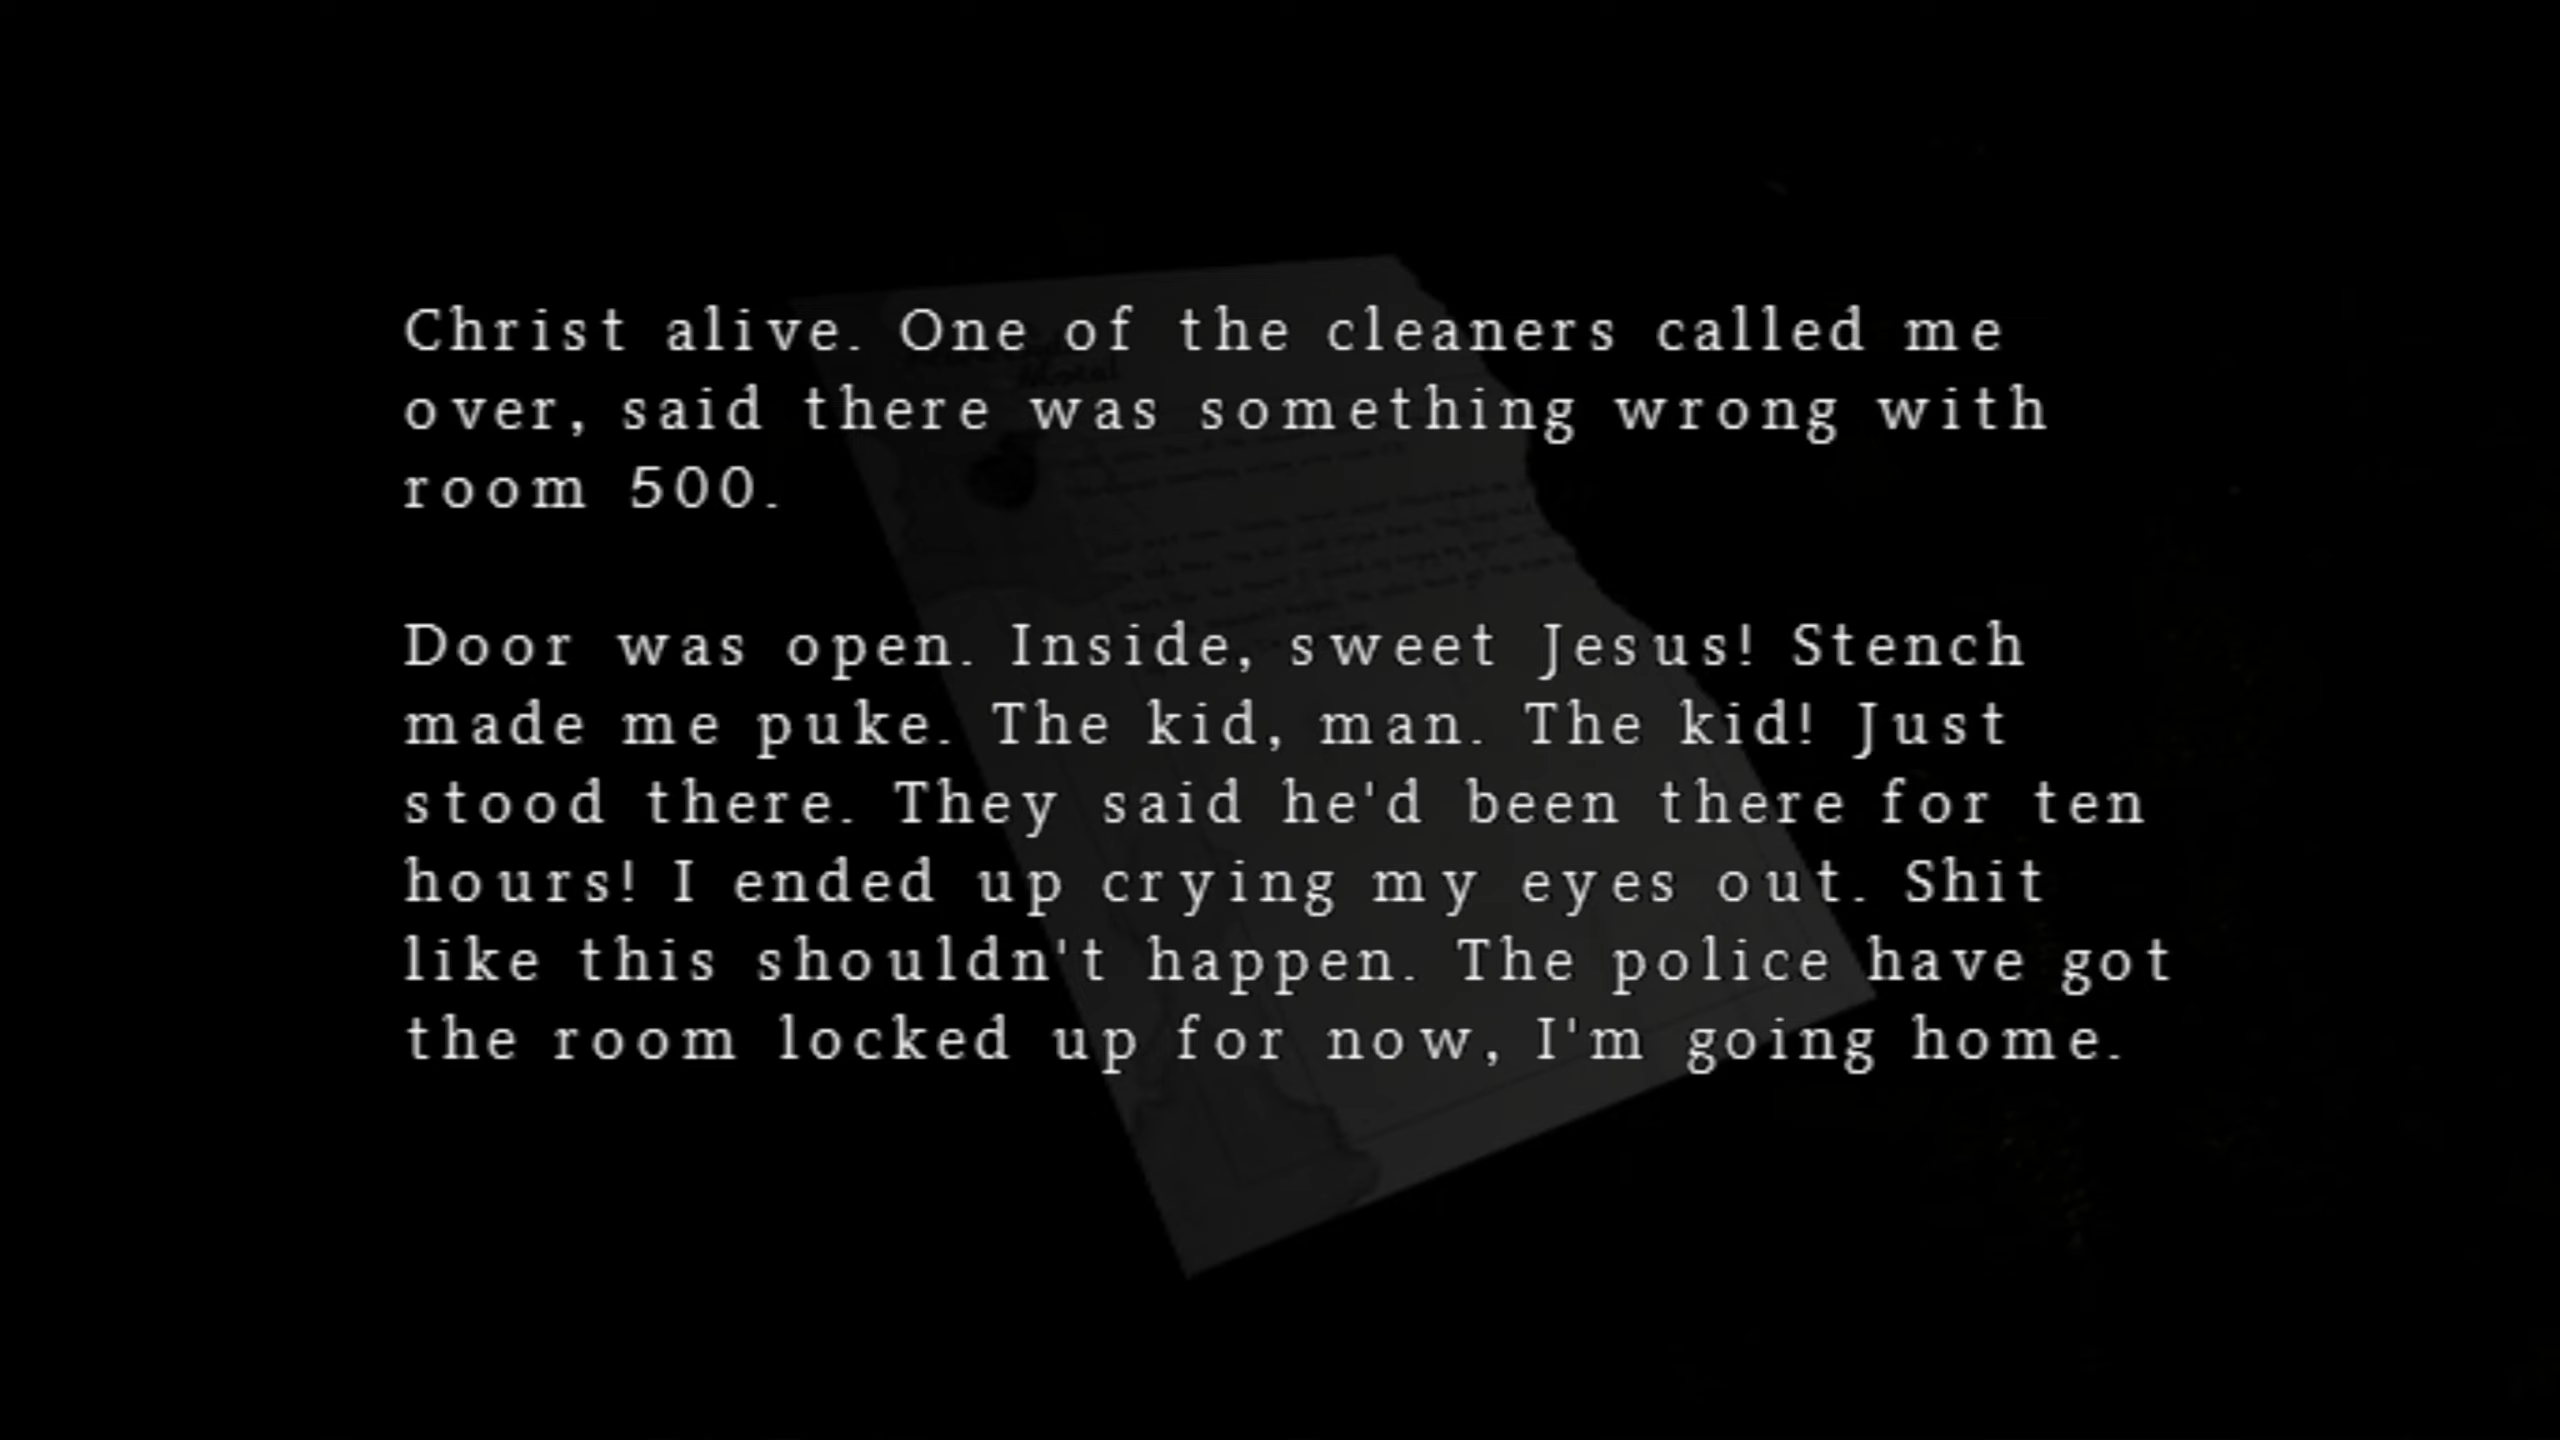 Christ alive. One of the cleaners called me
over, said there was something wrong with
room 500.
Door was open. Inside, sweet Jesus! Stench
made me puke. The kid, man. The kid! Just
stood there. They said he'd been there for ten
hours! I ended up crying my eyes out. Shit
like this shouldn't happen. The police have got
the room locked up for now, I'm going home.